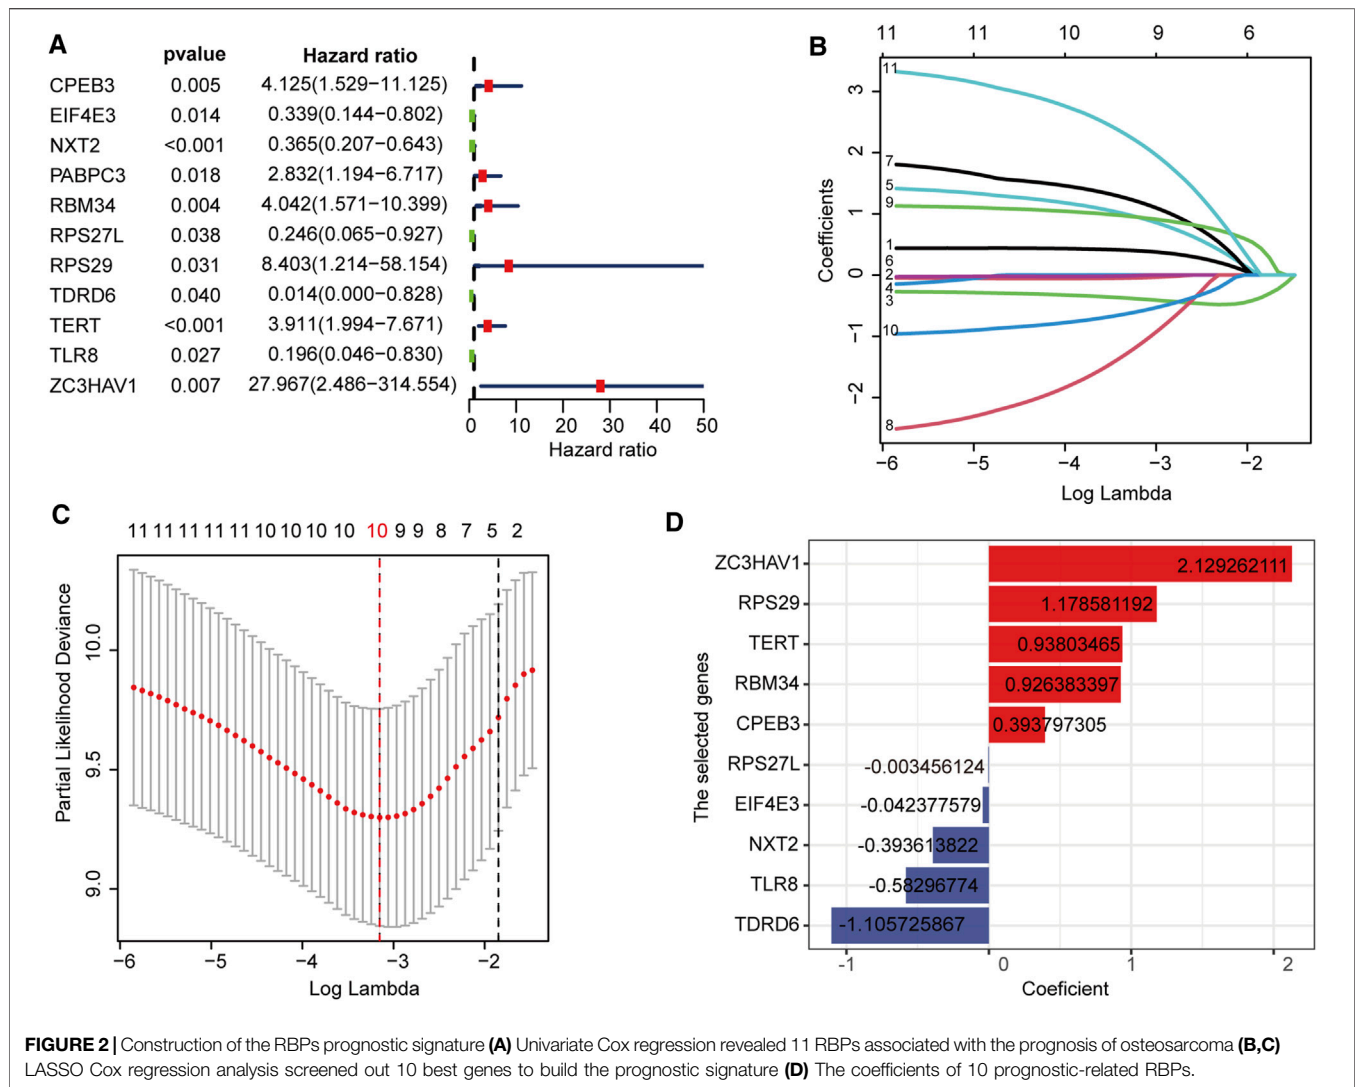 A
pvalue Hazard ratio
CPEB3 0.005 4.125(1.529−11.125)
EIF4E3 0.014 0.339(0.144−0.802)
NXT2 <0.001 0.365(0.207−0.643)
PABPC3 0.018 2.832(1.194−6.717)
RBM34 0.004 4.042(1.571−10.399)
RPS27L 0.038 0.246(0.065−0.927)
RPS29 0.031 8.403(1.214−58.154)
TDRD6 0.040 0.014(0.000−0.828)
TERT <0.001 3.911(1.994−7.671)
TLR8 0.027 0.196(0.046−0.830)
ZC3HAV1 0.007 27.967(2.486−314.554)
0 10 20 30 40 50
Hazard ratio
B
11 11 10 9 6
Coefficients
3
2
1
0
−1
−2
11
7
5
9
1
6
2
4
3
10
8
−6 −5 −4 −3 −2
Log Lambda
C
11 11 11 11 11 10 10 10 10 10 9 9 8 7 5 2
Partial Likelihood Deviance
10.0
9.5
9.0
−6 −5 −4 −3 −2
Log Lambda
D
The selected genes
ZC3HAV1 2.129262111
RPS29 1.178581192
TERT 0.93803465
RBM34 0.926383397
CPEB3 0.393797305
RPS27L -0.003456124
EIF4E3 -0.042377579
NXT2 -0.393613822
TLR8 -0.58296774
TDRD6 -1.105725867
-1 0 1 2
Coeficient
FIGURE 2 | Construction of the RBPs prognostic signature (A) Univariate Cox regression revealed 11 RBPs associated with the prognosis of osteosarcoma (B,C)
LASSO Cox regression analysis screened out 10 best genes to build the prognostic signature (D) The coefficients of 10 prognostic-related RBPs.